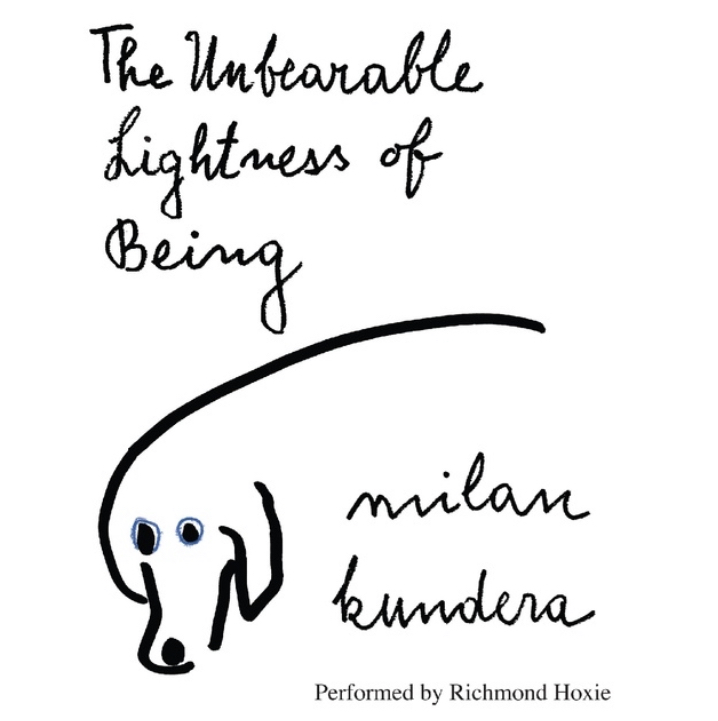 The Unbearable
Lightness of
Being
milan
kundera
Performed by Richmond Hoxie